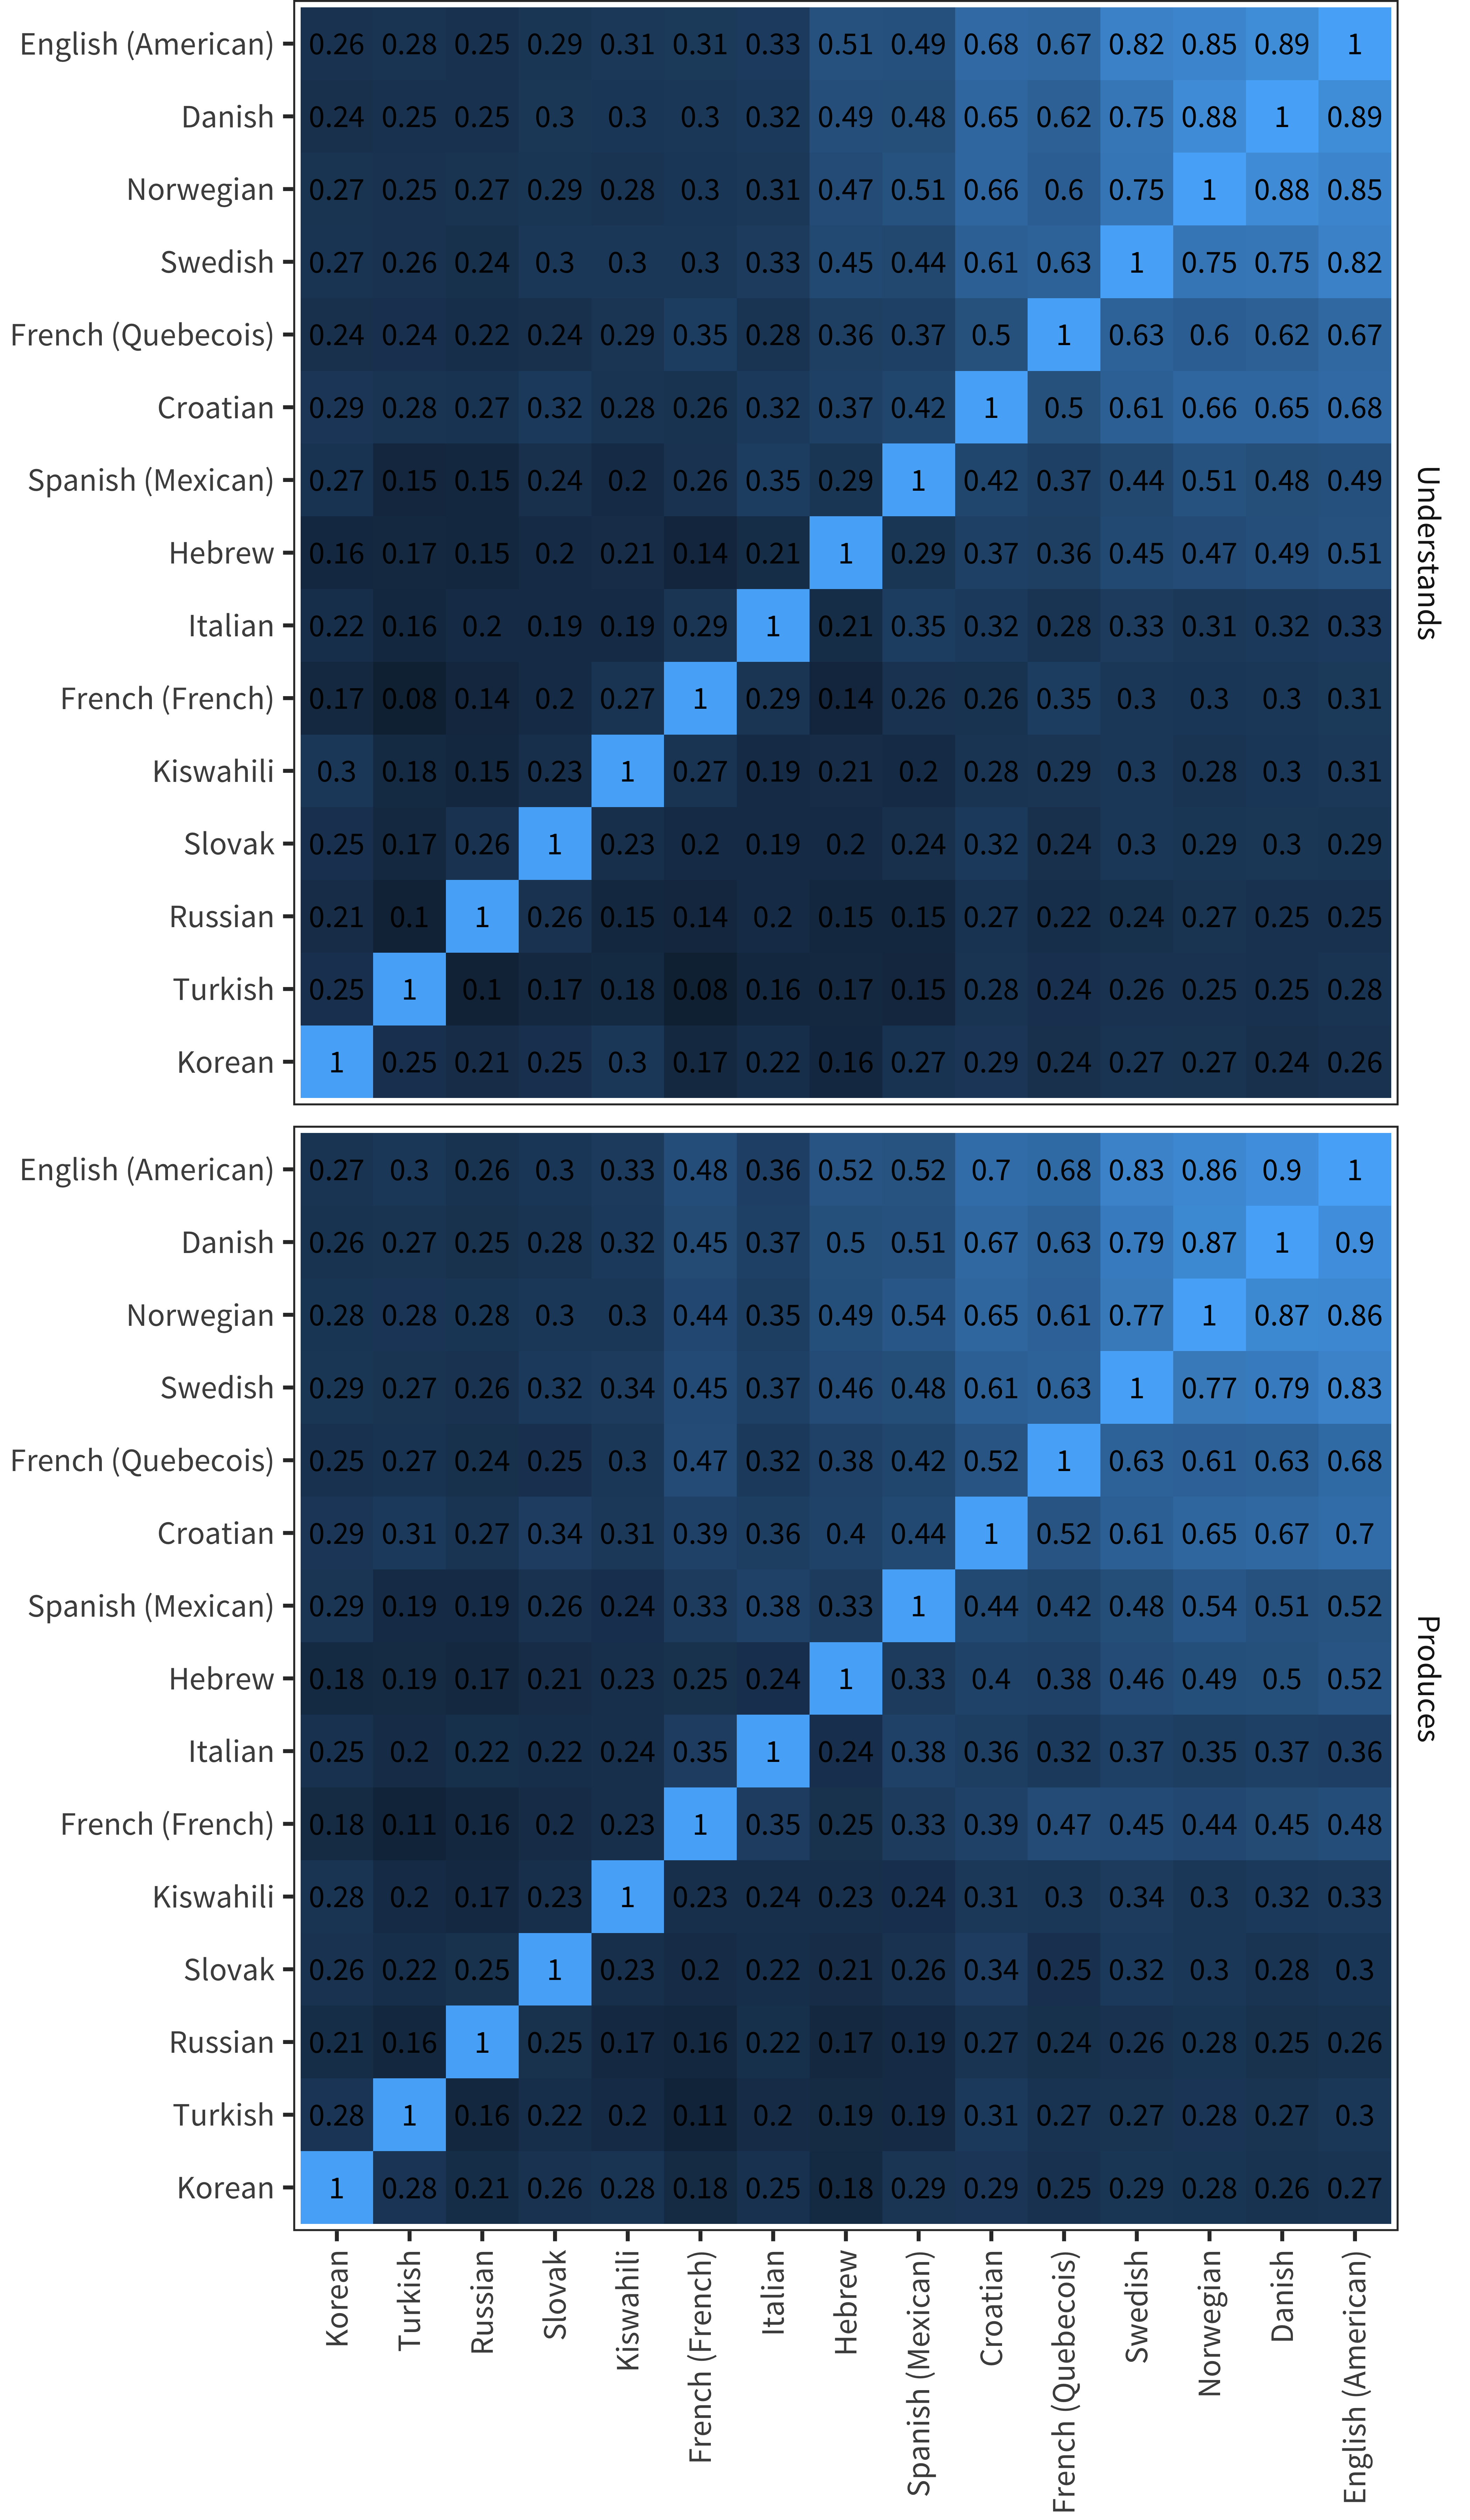 English (American) 0.26 0.28 0.25 0.29 0.31 0.31 0.33 0.51 0.49 0.68 0.67 0.82 0.85 0.89 1
Danish 0.24 0.25 0.25 0.3 0.3 0.3 0.32 0.49 0.48 0.65 0.62 0.75 0.88 1 0.89
Norwegian 0.27 0.25 0.27 0.29 0.28 0.3 0.31 0.47 0.51 0.66 0.6 0.75 1 0.88 0.85
Swedish 0.27 0.26 0.24 0.3 0.3 0.3 0.33 0.45 0.44 0.61 0.63 1 0.75 0.75 0.82
French (Quebecois) 0.24 0.24 0.22 0.24 0.29 0.35 0.28 0.36 0.37 0.5 1 0.63 0.6 0.62 0.67
Croatian 0.29 0.28 0.27 0.32 0.28 0.26 0.32 0.37 0.42 1 0.5 0.61 0.66 0.65 0.68
Spanish (Mexican) 0.27 0.15 0.15 0.24 0.2 0.26 0.35 0.29 1 0.42 0.37 0.44 0.51 0.48 0.49
Hebrew 0.16 0.17 0.15 0.2 0.21 0.14 0.21 1 0.29 0.37 0.36 0.45 0.47 0.49 0.51
Italian 0.22 0.16 0.2 0.19 0.19 0.29 1 0.21 0.35 0.32 0.28 0.33 0.31 0.32 0.33
French (French) 0.17 0.08 0.14 0.2 0.27 1 0.29 0.14 0.26 0.26 0.35 0.3 0.3 0.3 0.31
Kiswahili 0.3 0.18 0.15 0.23 1 0.27 0.19 0.21 0.2 0.28 0.29 0.3 0.28 0.3 0.31
Slovak 0.25 0.17 0.26 1 0.23 0.2 0.19 0.2 0.24 0.32 0.24 0.3 0.29 0.3 0.29
Russian 0.21 0.1 1 0.26 0.15 0.14 0.2 0.15 0.15 0.27 0.22 0.24 0.27 0.25 0.25
Turkish 0.25 1 0.1 0.17 0.18 0.08 0.16 0.17 0.15 0.28 0.24 0.26 0.25 0.25 0.28
Korean 1 0.25 0.21 0.25 0.3 0.17 0.22 0.16 0.27 0.29 0.24 0.27 0.27 0.24 0.26
Understands
English (American) 0.27 0.3 0.26 0.3 0.33 0.48 0.36 0.52 0.52 0.7 0.68 0.83 0.86 0.9 1
Danish 0.26 0.27 0.25 0.28 0.32 0.45 0.37 0.5 0.51 0.67 0.63 0.79 0.87 1 0.9
Norwegian 0.28 0.28 0.28 0.3 0.3 0.44 0.35 0.49 0.54 0.65 0.61 0.77 1 0.87 0.86
Swedish 0.29 0.27 0.26 0.32 0.34 0.45 0.37 0.46 0.48 0.61 0.63 1 0.77 0.79 0.83
French (Quebecois) 0.25 0.27 0.24 0.25 0.3 0.47 0.32 0.38 0.42 0.52 1 0.63 0.61 0.63 0.68
Croatian 0.29 0.31 0.27 0.34 0.31 0.39 0.36 0.4 0.44 1 0.52 0.61 0.65 0.67 0.7
Spanish (Mexican) 0.29 0.19 0.19 0.26 0.24 0.33 0.38 0.33 1 0.44 0.42 0.48 0.54 0.51 0.52
Hebrew 0.18 0.19 0.17 0.21 0.23 0.25 0.24 1 0.33 0.4 0.38 0.46 0.49 0.5 0.52
Italian 0.25 0.2 0.22 0.22 0.24 0.35 1 0.24 0.38 0.36 0.32 0.37 0.35 0.37 0.36
French (French) 0.18 0.11 0.16 0.2 0.23 1 0.35 0.25 0.33 0.39 0.47 0.45 0.44 0.45 0.48
Kiswahili 0.28 0.2 0.17 0.23 1 0.23 0.24 0.23 0.24 0.31 0.3 0.34 0.3 0.32 0.33
Slovak 0.26 0.22 0.25 1 0.23 0.2 0.22 0.21 0.26 0.34 0.25 0.32 0.3 0.28 0.3
Russian 0.21 0.16 1 0.25 0.17 0.16 0.22 0.17 0.19 0.27 0.24 0.26 0.28 0.25 0.26
Turkish 0.28 1 0.16 0.22 0.2 0.11 0.2 0.19 0.19 0.31 0.27 0.27 0.28 0.27 0.3
Korean 1 0.28 0.21 0.26 0.28 0.18 0.25 0.18 0.29 0.29 0.25 0.29 0.28 0.26 0.27
Produces
Korean
Turkish
Russian
Slovak
Kiswahili
French (French)
Italian
Hebrew
Spanish (Mexican)
Croatian
French (Quebecois)
Swedish
Norwegian
Danish
English (American)